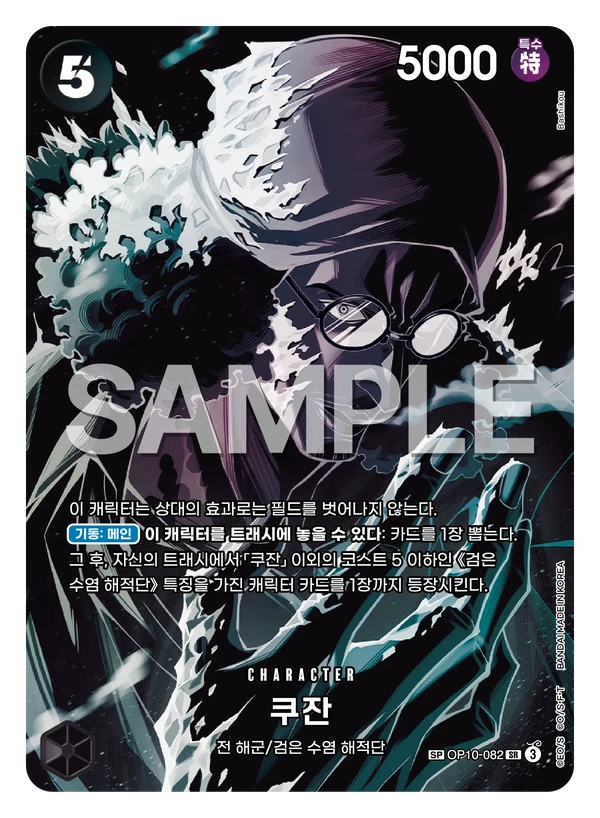 5
5000
특수
特
Bashikou
SAMPLE
이 캐릭터는 상대의 효과로는 필드를 벗어나지 않는다.
기동: 메인 이 캐릭터를 트래시에 놓을 수 있다: 카드를 1장 뽑는다.
그 후, 자신의 트래시에서 「쿠잔」 이외의 코스트 5 이하인 《검은
수염 해적단》 특징을 가진 캐릭터 카드를 1장까지 등장시킨다.
CHARACTER
쿠잔
전 해군/검은 수염 해적단
SP OP10-082 SR 3
©EO/S ©O/S·F·T BANDAI MADE IN KOREA